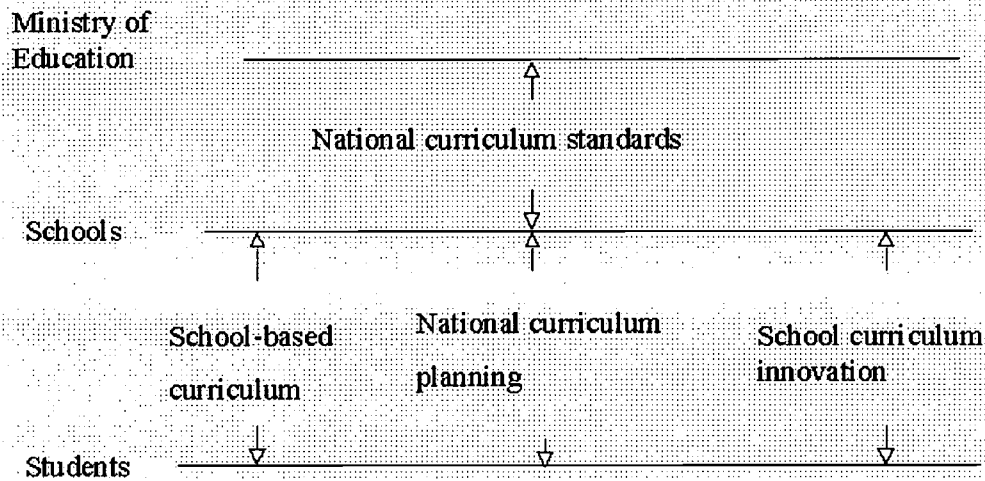 Ministry of
Education
National curriculum standards
Schools
School-based
curriculum
National curriculum
planning
School curriculum
innovation
Students